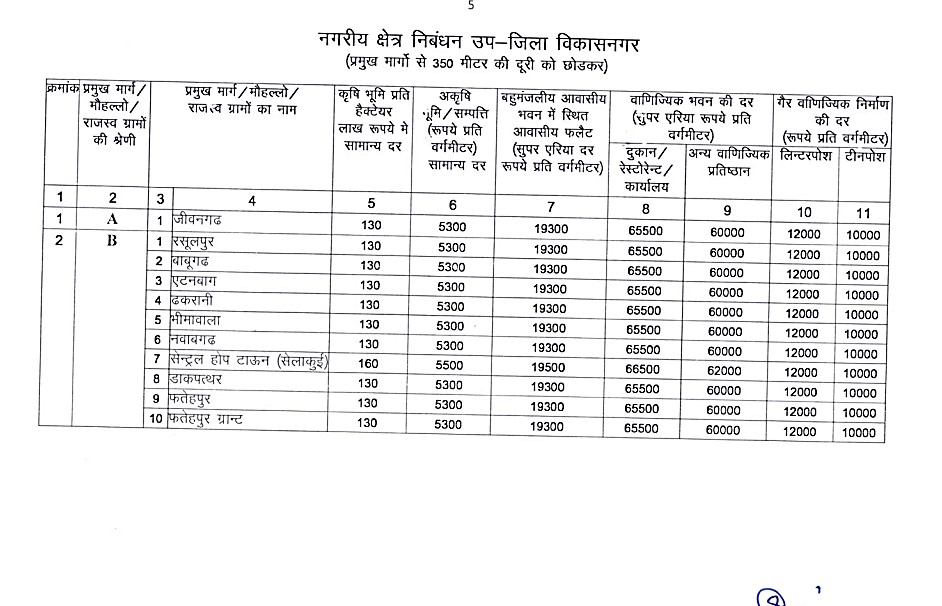 5
नगरीय क्षेत्र निबंधन उप–जिला विकासनगर
(प्रमुख मार्गो से 350 मीटर की दूरी को छोडकर)
क्रमांक प्रमुख मार्ग/ मौहल्लो/ राजस्व ग्रामों की श्रेणी प्रमुख मार्ग/मौहल्लो/ राजस्व ग्रामों का नाम कृषि भूमि प्रति हैक्टेयर लाख रूपये मे सामान्य दर अकृषि भूमि/सम्पत्ति (रूपये प्रति वर्गमीटर) सामान्य दर बहुमंजलीय आवासीय भवन में स्थित आवासीय फलैट (सुपर एरिया दर रूपये प्रति वर्गमीटर) वाणिज्यिक भवन की दर (सुपर एरिया रूपये प्रति वर्गमीटर) गैर वाणिज्यिक निर्माण की दर (रूपये प्रति वर्गमीटर)
दुकान/ रेस्टोरेन्ट/ कार्यालय अन्य वाणिज्यिक प्रतिष्ठान लिन्टरपोश टीनपोश
1 2 3 4 5 6 7 8 9 10 11
1 A 1 जीवनगढ 130 5300 19300 65500 60000 12000 10000
2 B 1 रसूलपुर 130 5300 19300 65500 60000 12000 10000
2 बाबूगढ 130 5300 19300 65500 60000 12000 10000
3 एटनबाग 130 5300 19300 65500 60000 12000 10000
4 ढकरानी 130 5300 19300 65500 60000 12000 10000
5 भीमावाला 130 5300 19300 65500 60000 12000 10000
6 नवाबगढ 130 5300 19300 65500 60000 12000 10000
7 सेन्ट्रल होप टाऊन (सेलाकुई) 160 5500 19500 66500 62000 12000 10000
8 डाकपत्थर 130 5300 19300 65500 60000 12000 10000
9 फतेहपुर 130 5300 19300 65500 60000 12000 10000
10 फतेहपुर ग्रान्ट 130 5300 19300 65500 60000 12000 10000